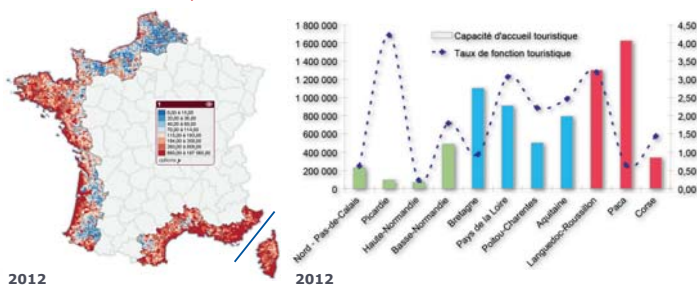 1 800 000
1 600 000
1 400 000
1 200 000
1 000 000
800 000
600 000
400 000
200 000
0
Capacité d'accueil touristique
Taux de fonction touristique
4,50
4,00
3,50
3,00
2,50
2,00
1,50
1,00
0,50
0,00
Nord - Pas-de-Calais
Picardie
Haute-Normandie
Basse-Normandie
Bretagne
Pays de la Loire
Poitou-Charentes
Aquitaine
Languedoc-Roussillon
Paca
Corse
2012
2012